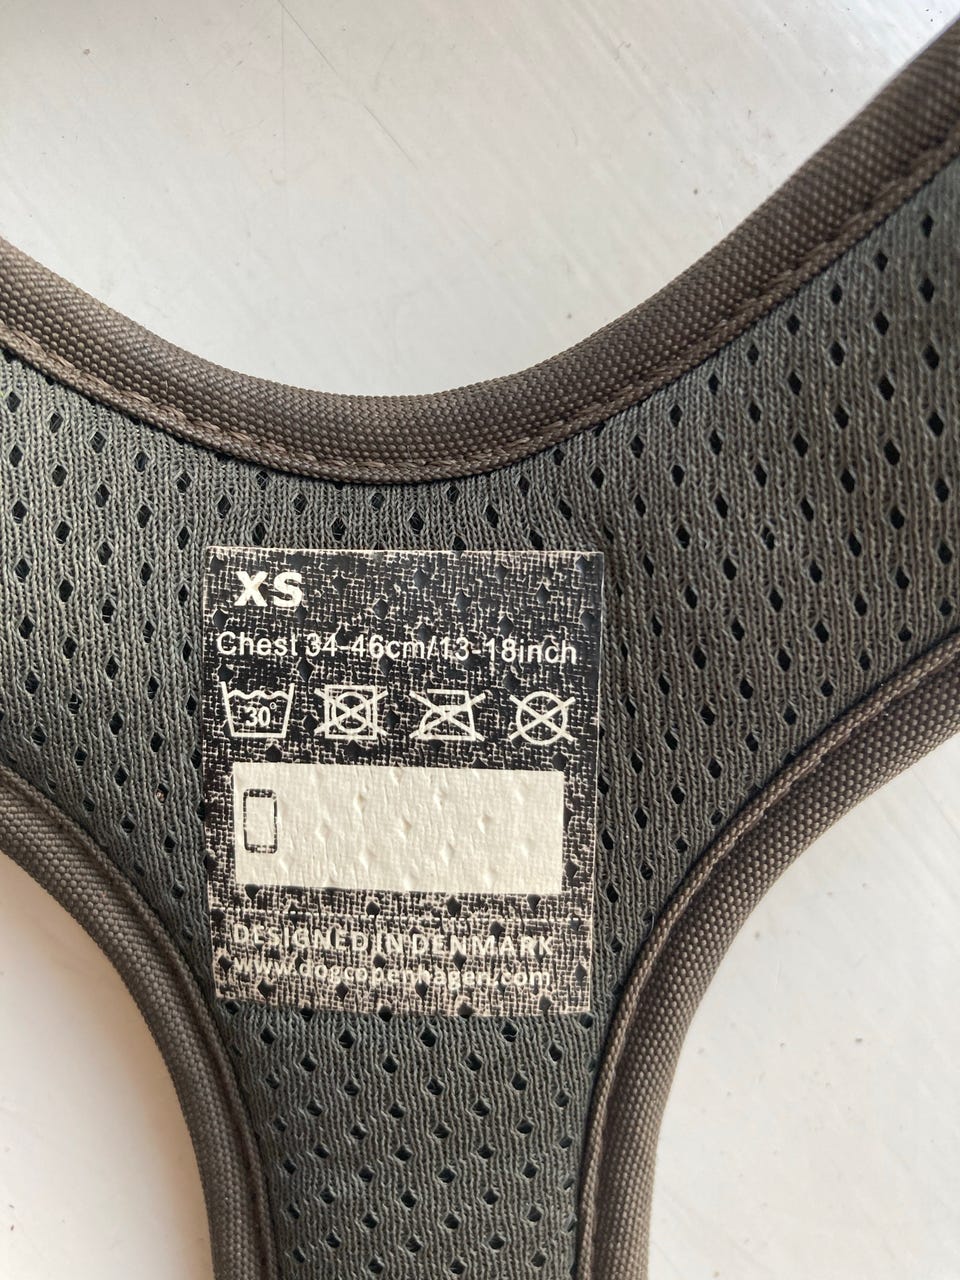 XS
Chest 34-46cm/13-18inch
30°
DESIGNED IN DENMARK
www.dogcopenhagen.com